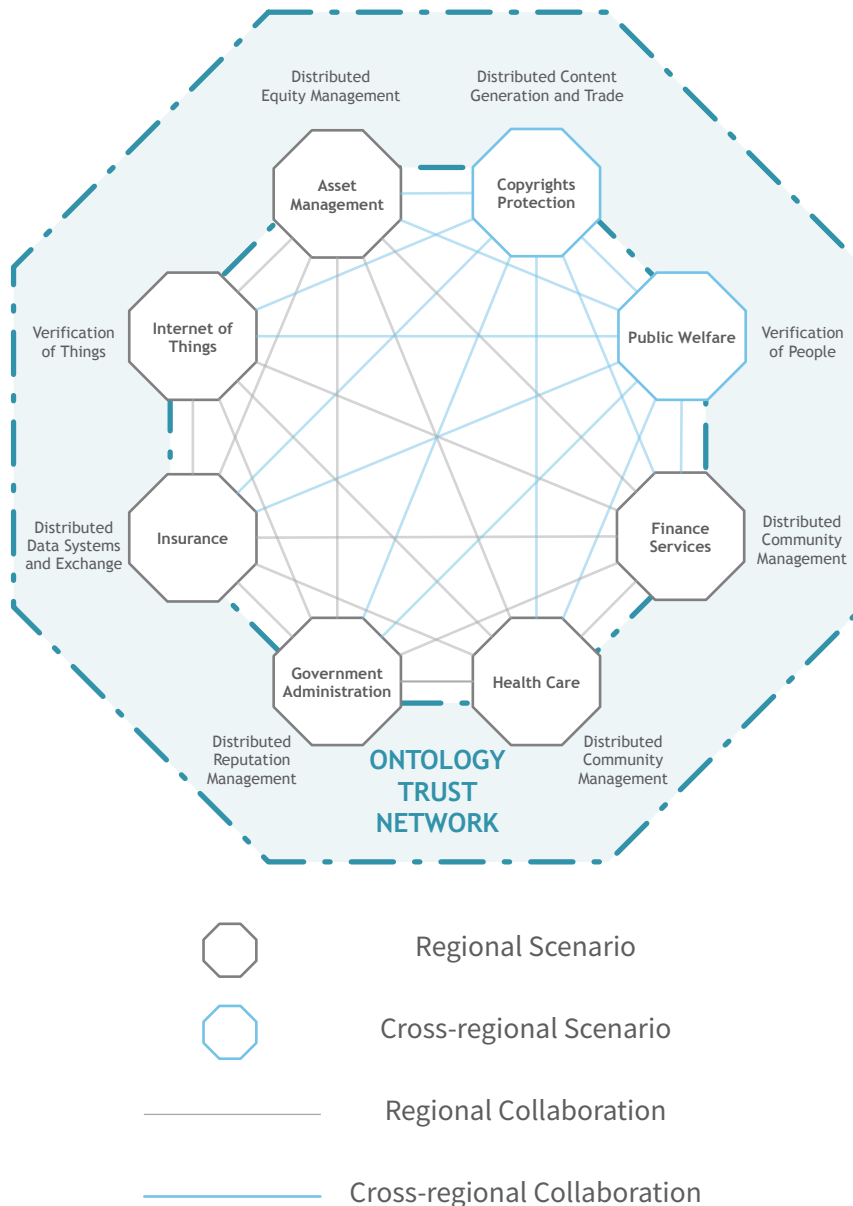 Distributed
Equity Management
Distributed Content
Generation and Trade
Asset
Management
Copyrights
Protection
Verification
of Things
Internet of
Things
Public Welfare
Verification
of People
Distributed
Data Systems
and Exchange
Insurance
Finance
Services
Distributed
Community
Management
Government
Administration
Health Care
Distributed
Reputation
Management
ONTOLOGY
TRUST
NETWORK
Distributed
Community
Management
Regional Scenario
Cross-regional Scenario
Regional Collaboration
Cross-regional Collaboration